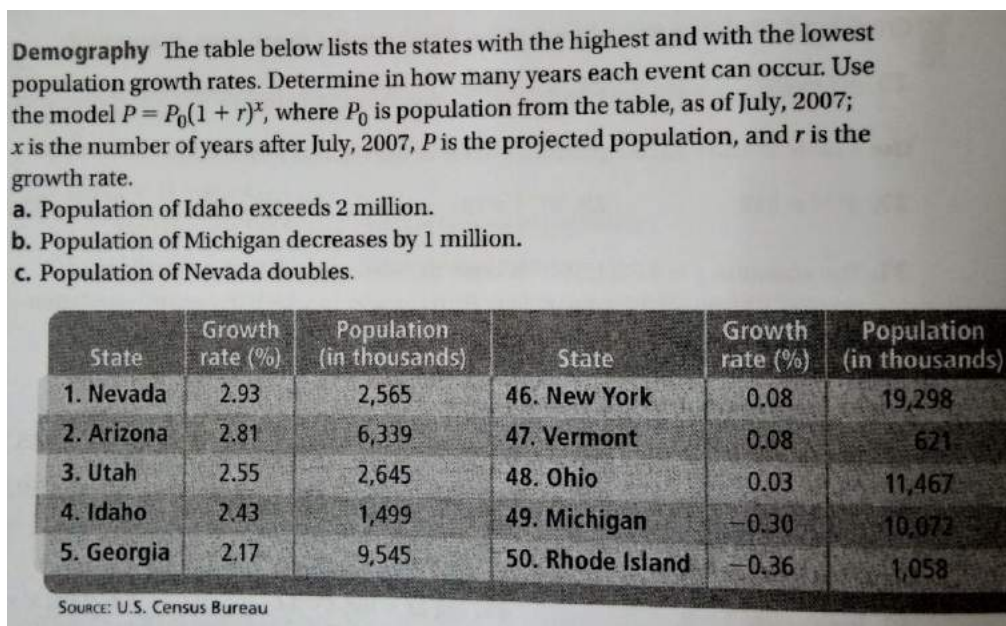 Demography The table below lists the states with the highest and with the lowest
population growth rates. Determine in how many years each event can occur. Use
the model P = P₀(1 + r)ˣ, where P₀ is population from the table, as of July, 2007;
x is the number of years after July, 2007, P is the projected population, and r is the
growth rate.
a. Population of Idaho exceeds 2 million.
b. Population of Michigan decreases by 1 million.
c. Population of Nevada doubles.
State Growth rate (%) Population (in thousands) State Growth rate (%) Population (in thousands)
1. Nevada 2.93 2,565 46. New York 0.08 19,298
2. Arizona 2.81 6,339 47. Vermont 0.08 621
3. Utah 2.55 2,645 48. Ohio 0.03 11,467
4. Idaho 2.43 1,499 49. Michigan −0.30 10,072
5. Georgia 2.17 9,545 50. Rhode Island −0.36 1,058
SOURCE: U.S. Census Bureau